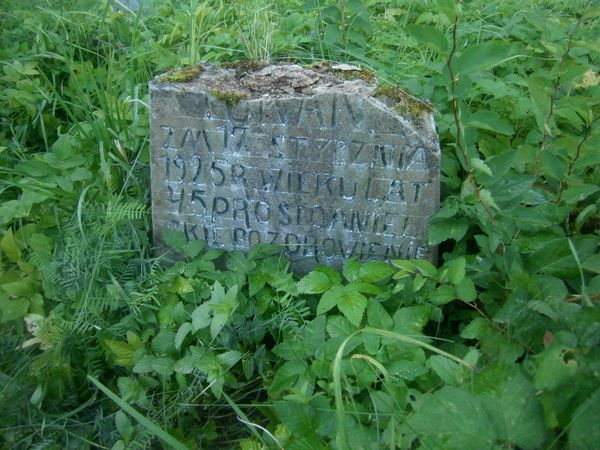 ZM 17 STYCZNIA
1925 R WIEKU LAT
45 PROSI O ANIEL
SKIE POZDROWIENIE